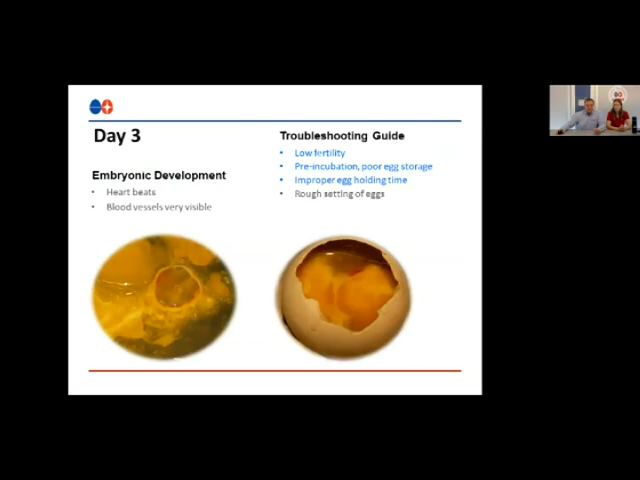 Day 3
Embryonic Development
• Heart beats
• Blood vessels very visible
Troubleshooting Guide
• Low fertility
• Pre-incubation, poor egg storage
• Improper egg holding time
• Rough setting of eggs